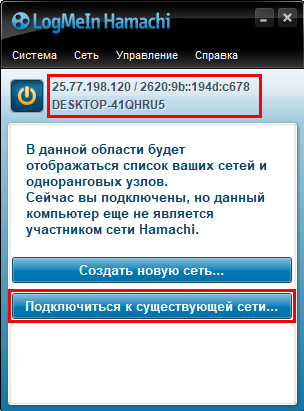 LogMeIn Hamachi
Система Сеть Управление Справка
25.77.198.120 / 2620:9b::194d:c678
DESKTOP-41QHRU5
В данной области будет
отображаться список ваших сетей и
одноранговых узлов.
Сейчас вы подключены, но данный
компьютер еще не является
участником сети Hamachi.
Создать новую сеть...
Подключиться к существующей сети...